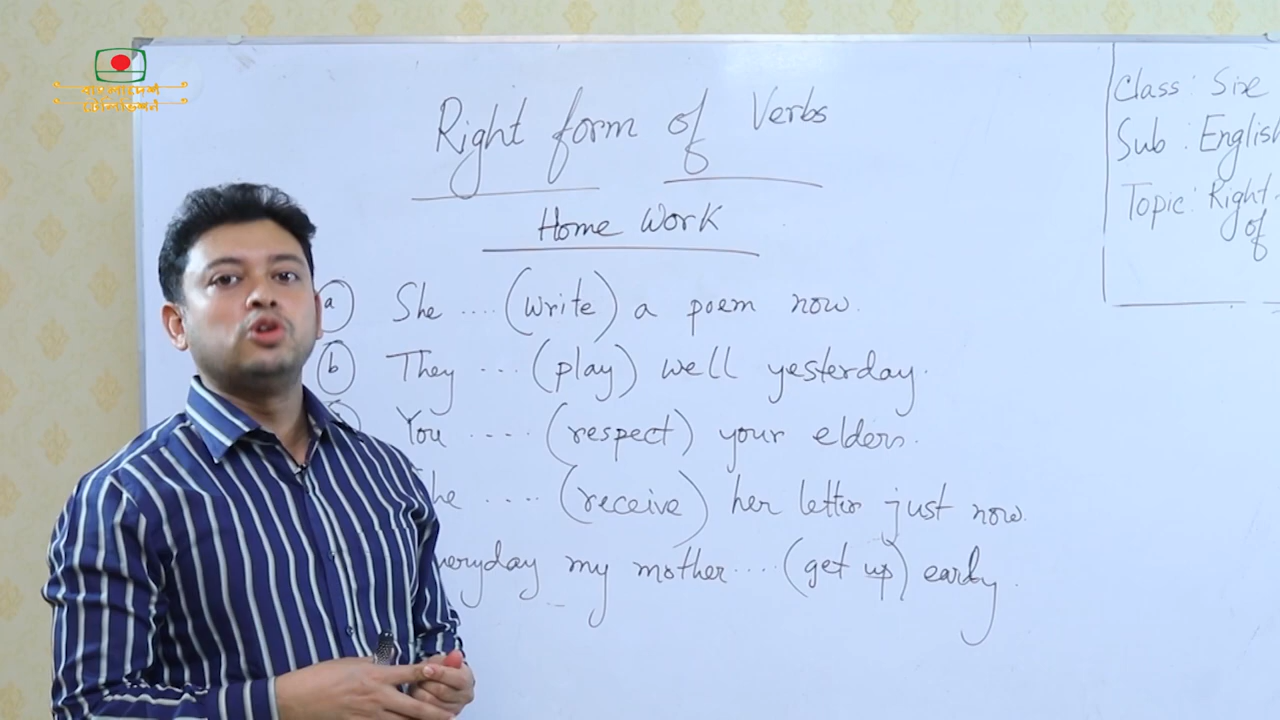 বাংলাদেশ
টেলিভিশন
Right form of Verbs
Home Work
a She .... (write) a poem now.
b They ... (play) well yesterday.
You .... (respect) your elders.
.... (receive) her letter just now.
my mother .... (get up) early.
Class : Six
Sub : English
Topic : Right
of